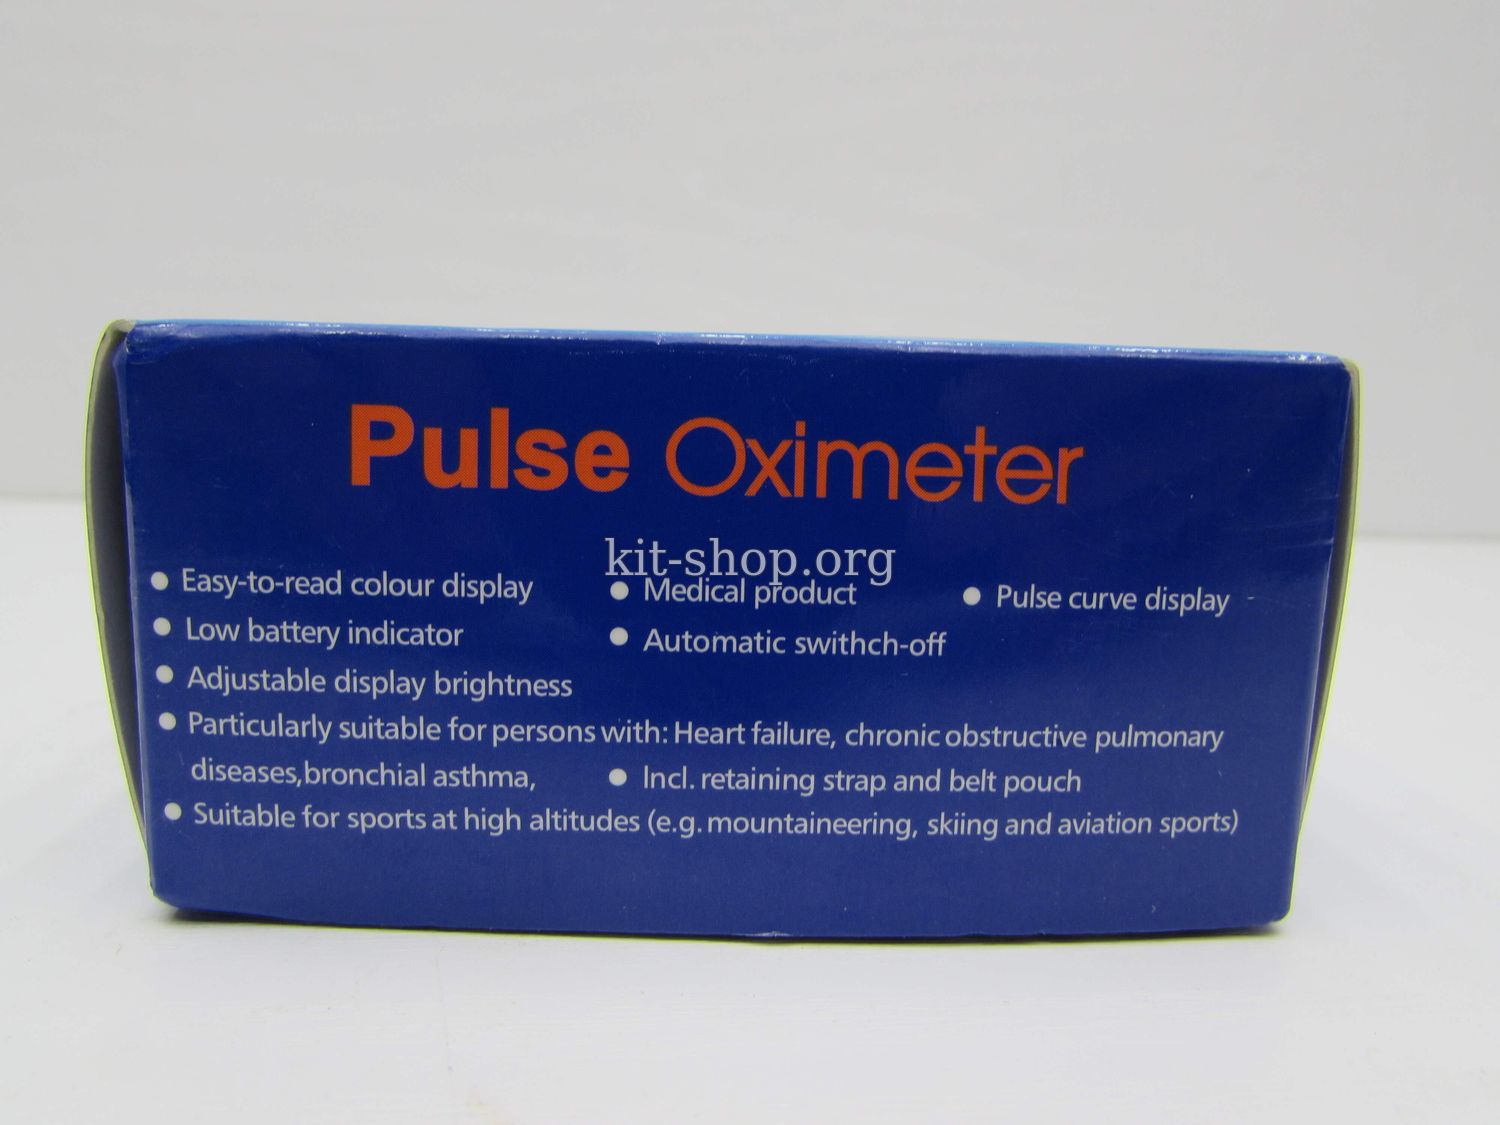 Pulse Oximeter
kit-shop.org
Easy-to-read colour display
Medical product
Pulse curve display
Low battery indicator
Automatic swithch-off
Adjustable display brightness
Particularly suitable for persons with: Heart failure, chronic obstructive pulmonary
diseases,bronchial asthma,
Incl. retaining strap and belt pouch
Suitable for sports at high altitudes (e.g. mountaineering, skiing and aviation sports)